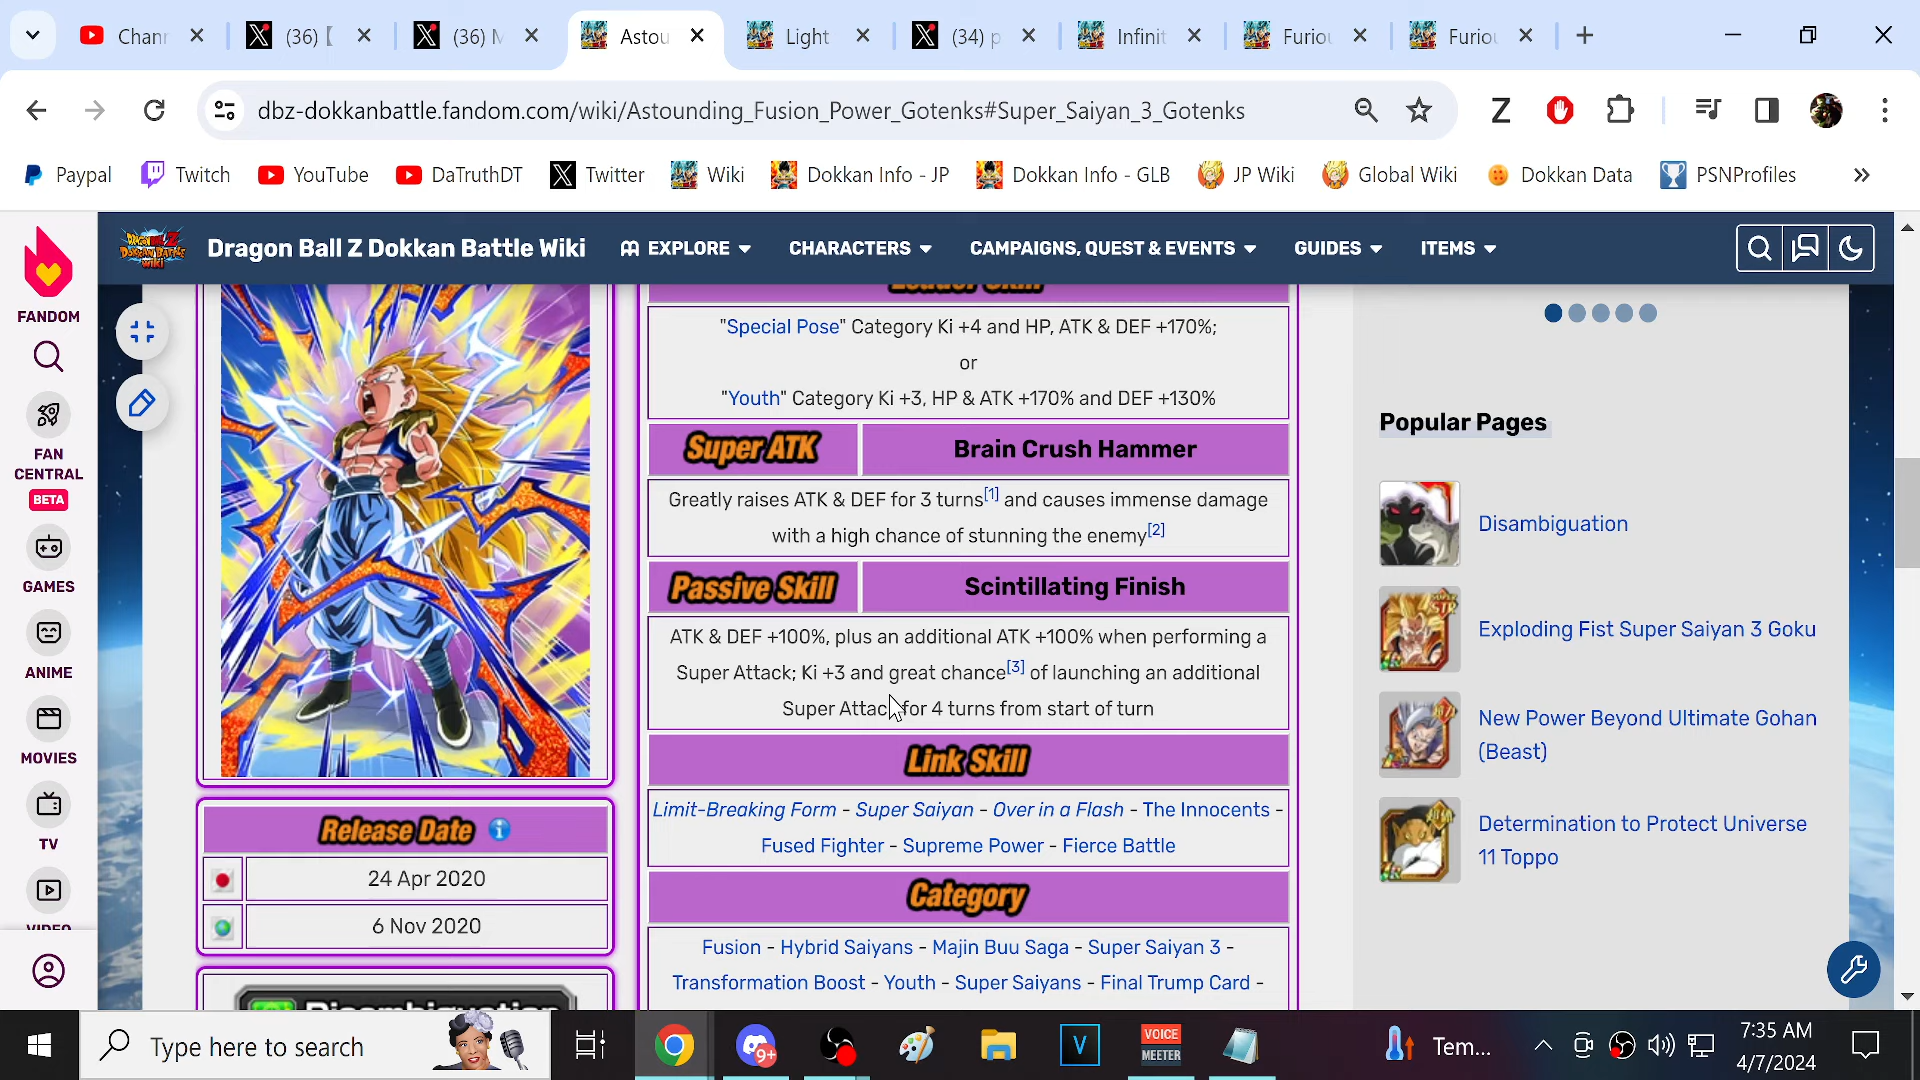 Chan
(36) [
(36) M
Astou
Light
(34) p
Infinit
Furiou
Furiou
dbz-dokkanbattle.fandom.com/wiki/Astounding_Fusion_Power_Gotenks#Super_Saiyan_3_Gotenks
Paypal
Twitch
YouTube
DaTruthDT
Twitter
Wiki
Dokkan Info - JP
Dokkan Info - GLB
JP Wiki
Global Wiki
Dokkan Data
PSNProfiles
Dragon Ball Z Dokkan Battle Wiki
EXPLORE
CHARACTERS
CAMPAIGNS, QUEST & EVENTS
GUIDES
ITEMS
FANDOM
FAN
CENTRAL
BETA
GAMES
ANIME
MOVIES
TV
VIDEO
Release Date
24 Apr 2020
6 Nov 2020
Disambiguation
Leader Skill
"Special Pose" Category Ki +4 and HP, ATK & DEF +170%;
or
"Youth" Category Ki +3, HP & ATK +170% and DEF +130%
Super ATK
Brain Crush Hammer
Greatly raises ATK & DEF for 3 turns[1] and causes immense damage
with a high chance of stunning the enemy[2]
Passive Skill
Scintillating Finish
ATK & DEF +100%, plus an additional ATK +100% when performing a
Super Attack; Ki +3 and great chance[3] of launching an additional
Super Attack for 4 turns from start of turn
Link Skill
Limit-Breaking Form - Super Saiyan - Over in a Flash - The Innocents -
Fused Fighter - Supreme Power - Fierce Battle
Category
Fusion - Hybrid Saiyans - Majin Buu Saga - Super Saiyan 3 -
Transformation Boost - Youth - Super Saiyans - Final Trump Card -
Popular Pages
Disambiguation
Exploding Fist Super Saiyan 3 Goku
New Power Beyond Ultimate Gohan
(Beast)
Determination to Protect Universe
11 Toppo
Type here to search
9+
V
VOICE
MEETER
Tem...
7:35 AM
4/7/2024